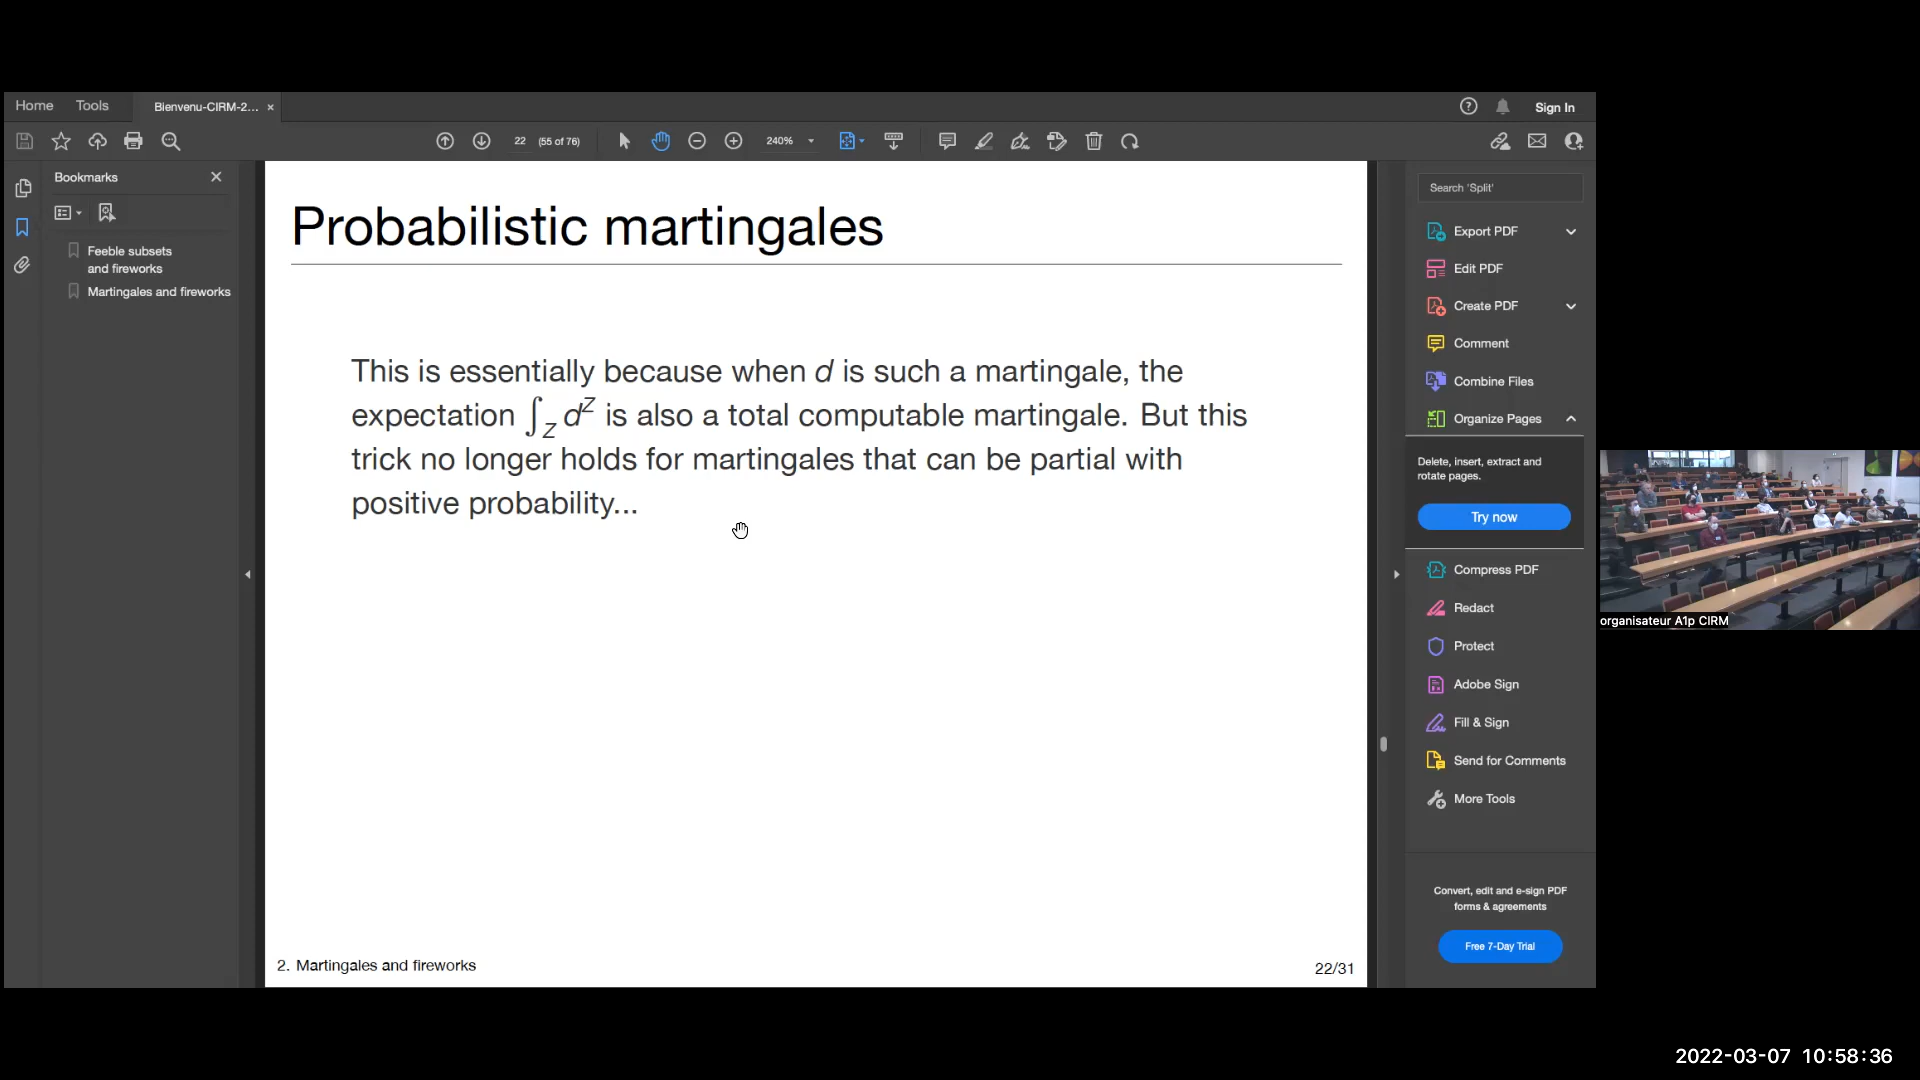 Home Tools Bienvenu-CIRM-2... × Sign In
22 (55 of 76) 240%
Bookmarks
Feeble subsets
and fireworks
Martingales and fireworks
Probabilistic martingales
This is essentially because when d is such a martingale, the
expectation ∫_Z d^Z is also a total computable martingale. But this
trick no longer holds for martingales that can be partial with
positive probability...
2. Martingales and fireworks
22/31
Search 'Split'
Export PDF
Edit PDF
Create PDF
Comment
Combine Files
Organize Pages
Delete, insert, extract and
rotate pages.
Try now
Compress PDF
Redact
Protect
Adobe Sign
Fill & Sign
Send for Comments
More Tools
Convert, edit and e-sign PDF
forms & agreements
Free 7-Day Trial
organisateur A1p CIRM
2022-03-07 10:58:36